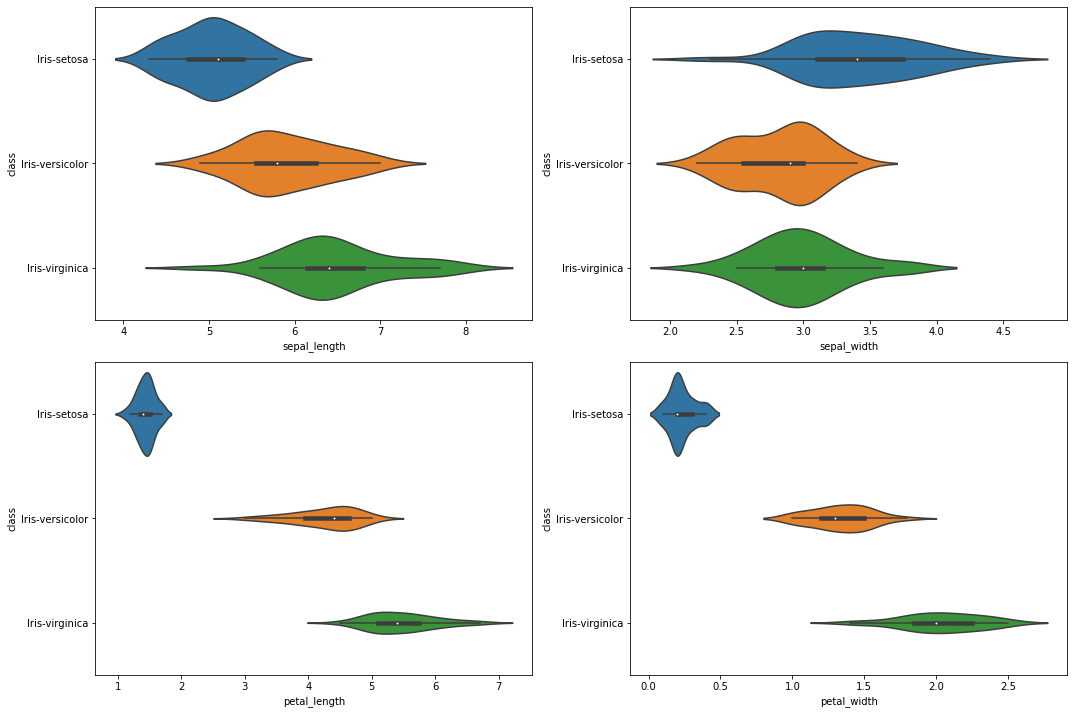 Iris-setosa
Iris-versicolor
Iris-virginica
class
4 5 6 7 8
sepal_length
Iris-setosa
Iris-versicolor
Iris-virginica
class
2.0 2.5 3.0 3.5 4.0 4.5
sepal_width
Iris-setosa
Iris-versicolor
Iris-virginica
class
1 2 3 4 5 6 7
petal_length
Iris-setosa
Iris-versicolor
Iris-virginica
class
0.0 0.5 1.0 1.5 2.0 2.5
petal_width